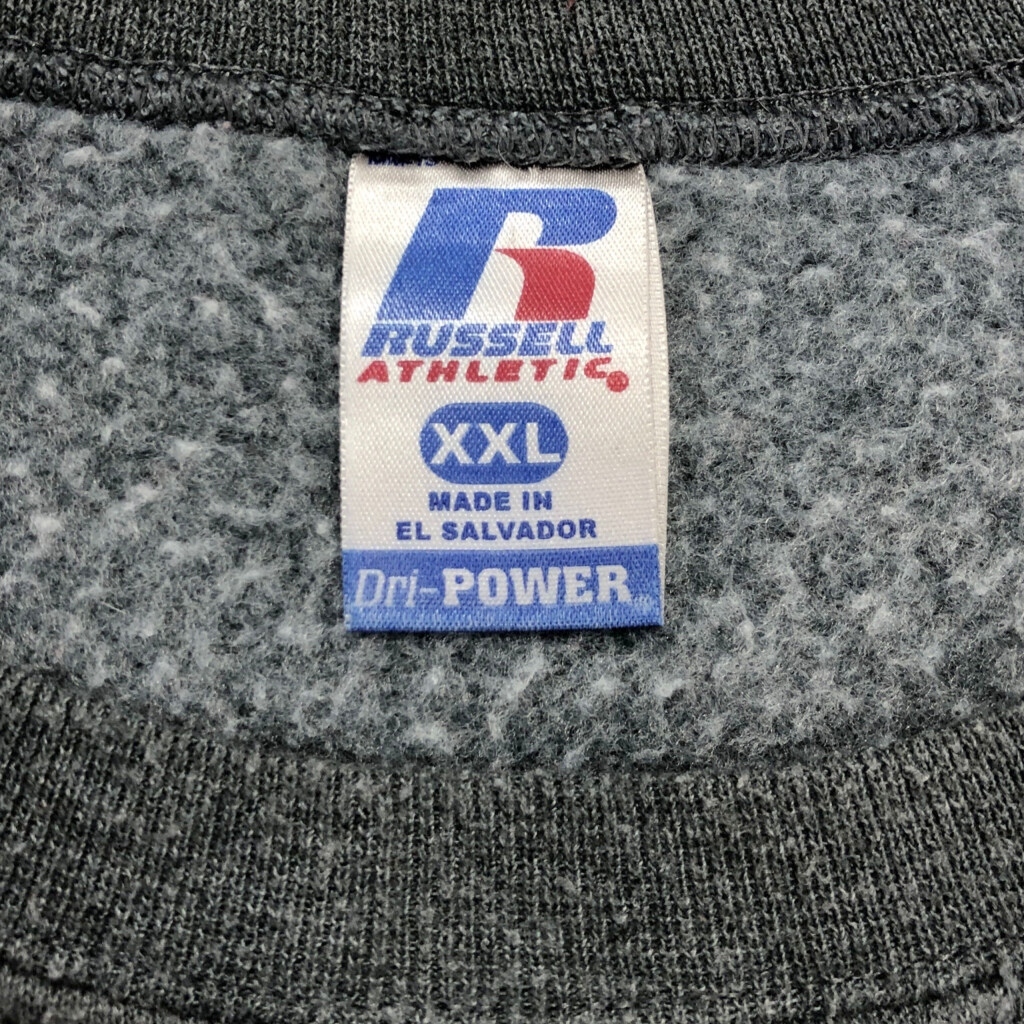 R
RUSSELL
ATHLETIC®
XXL
MADE IN
EL SALVADOR
Dri-POWER